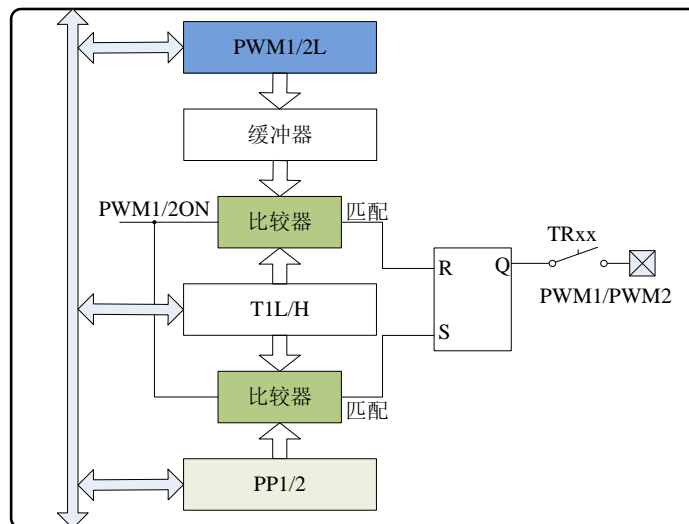 PWM1/2L
缓冲器
PWM1/2ON
比较器
匹配
TRxx
R
Q
PWM1/PWM2
T1L/H
S
比较器
匹配
PP1/2